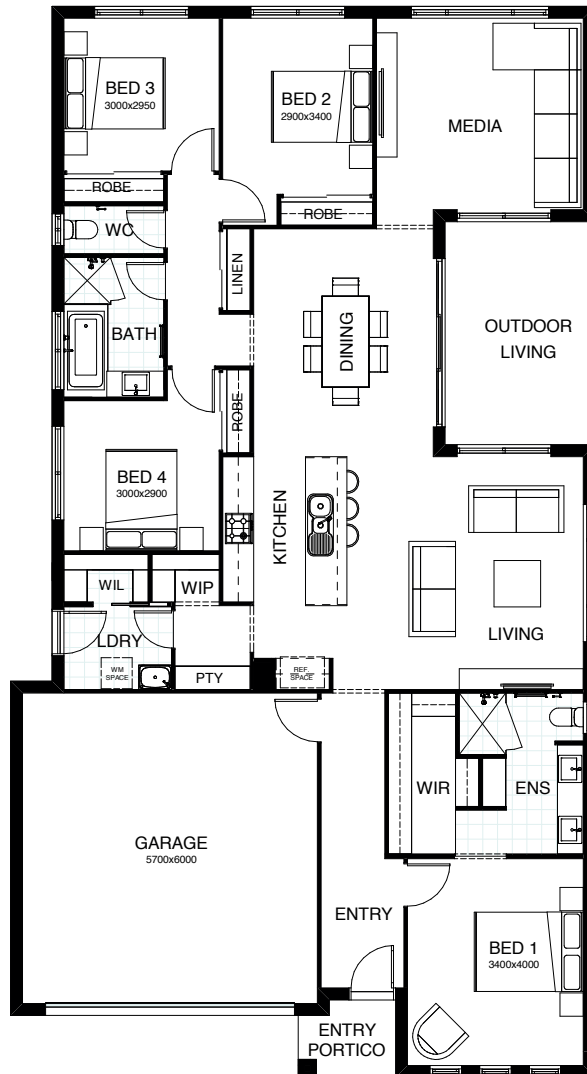 BED 3
3000x2950
BED 2
2900x3400
MEDIA
ROBE
ROBE
WC
LINEN
BATH
DINING
OUTDOOR
LIVING
ROBE
BED 4
3000x2900
KITCHEN
WIL
WIP
LDRY
LIVING
WM
SPACE
PTY
REF.
SPACE
WIR
ENS
GARAGE
5700x6000
ENTRY
BED 1
3400x4000
ENTRY
PORTICO